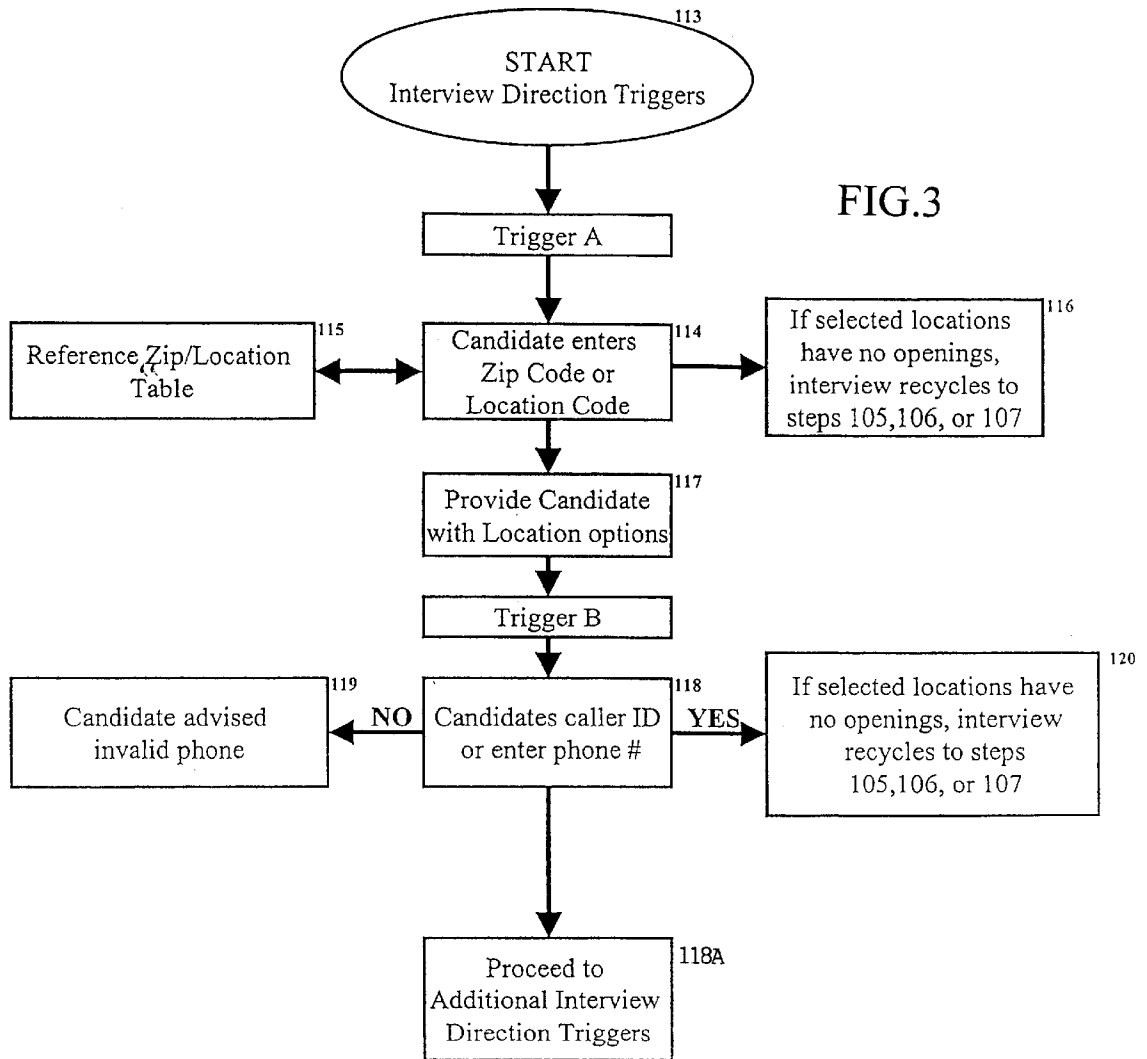 113
START
Interview Direction Triggers
FIG.3
Trigger A
115
Reference Zip/Location
Table
114
Candidate enters
Zip Code or
Location Code
116
If selected locations
have no openings,
interview recycles to
steps 105,106, or 107
117
Provide Candidate
with Location options
Trigger B
119
Candidate advised
invalid phone
NO
118
Candidates caller ID
or enter phone #
YES
120
If selected locations have
no openings, interview
recycles to steps
105,106, or 107
118A
Proceed to
Additional Interview
Direction Triggers